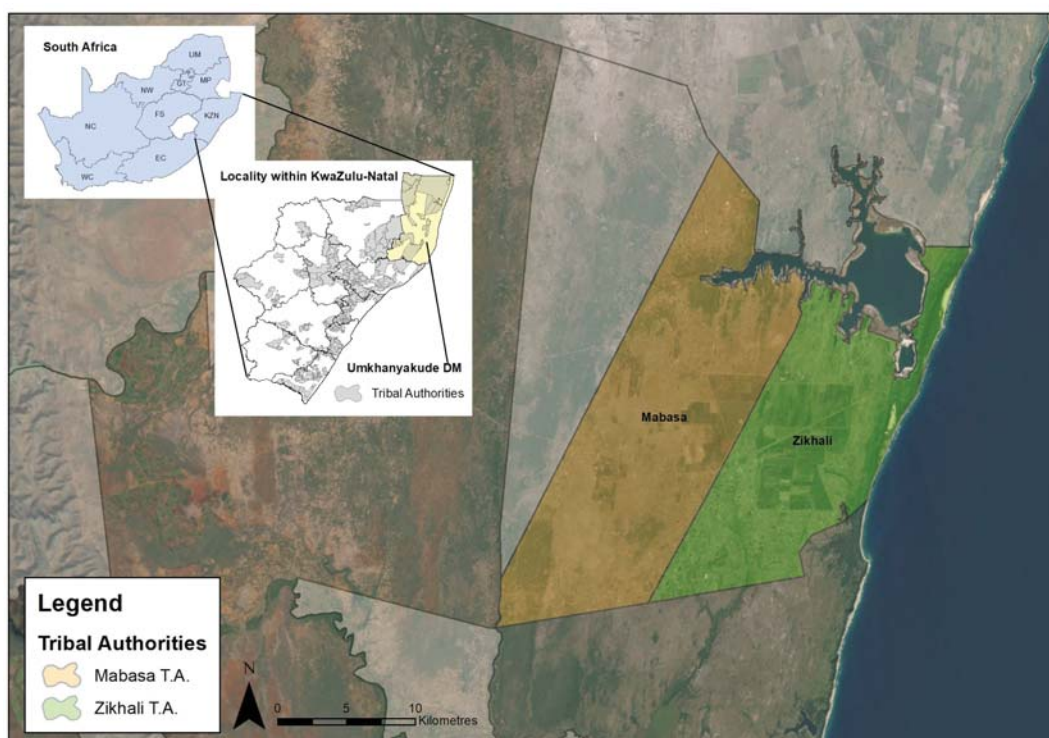 South Africa
LIM
NW
GT
MP
FS
KZN
NC
EC
WC
Locality within KwaZulu-Natal
Umkhanyakude DM
Tribal Authorities
Mabasa
Zikhali
Legend
Tribal Authorities
Mabasa T.A.
Zikhali T.A.
N
0 5 10
Kilometres